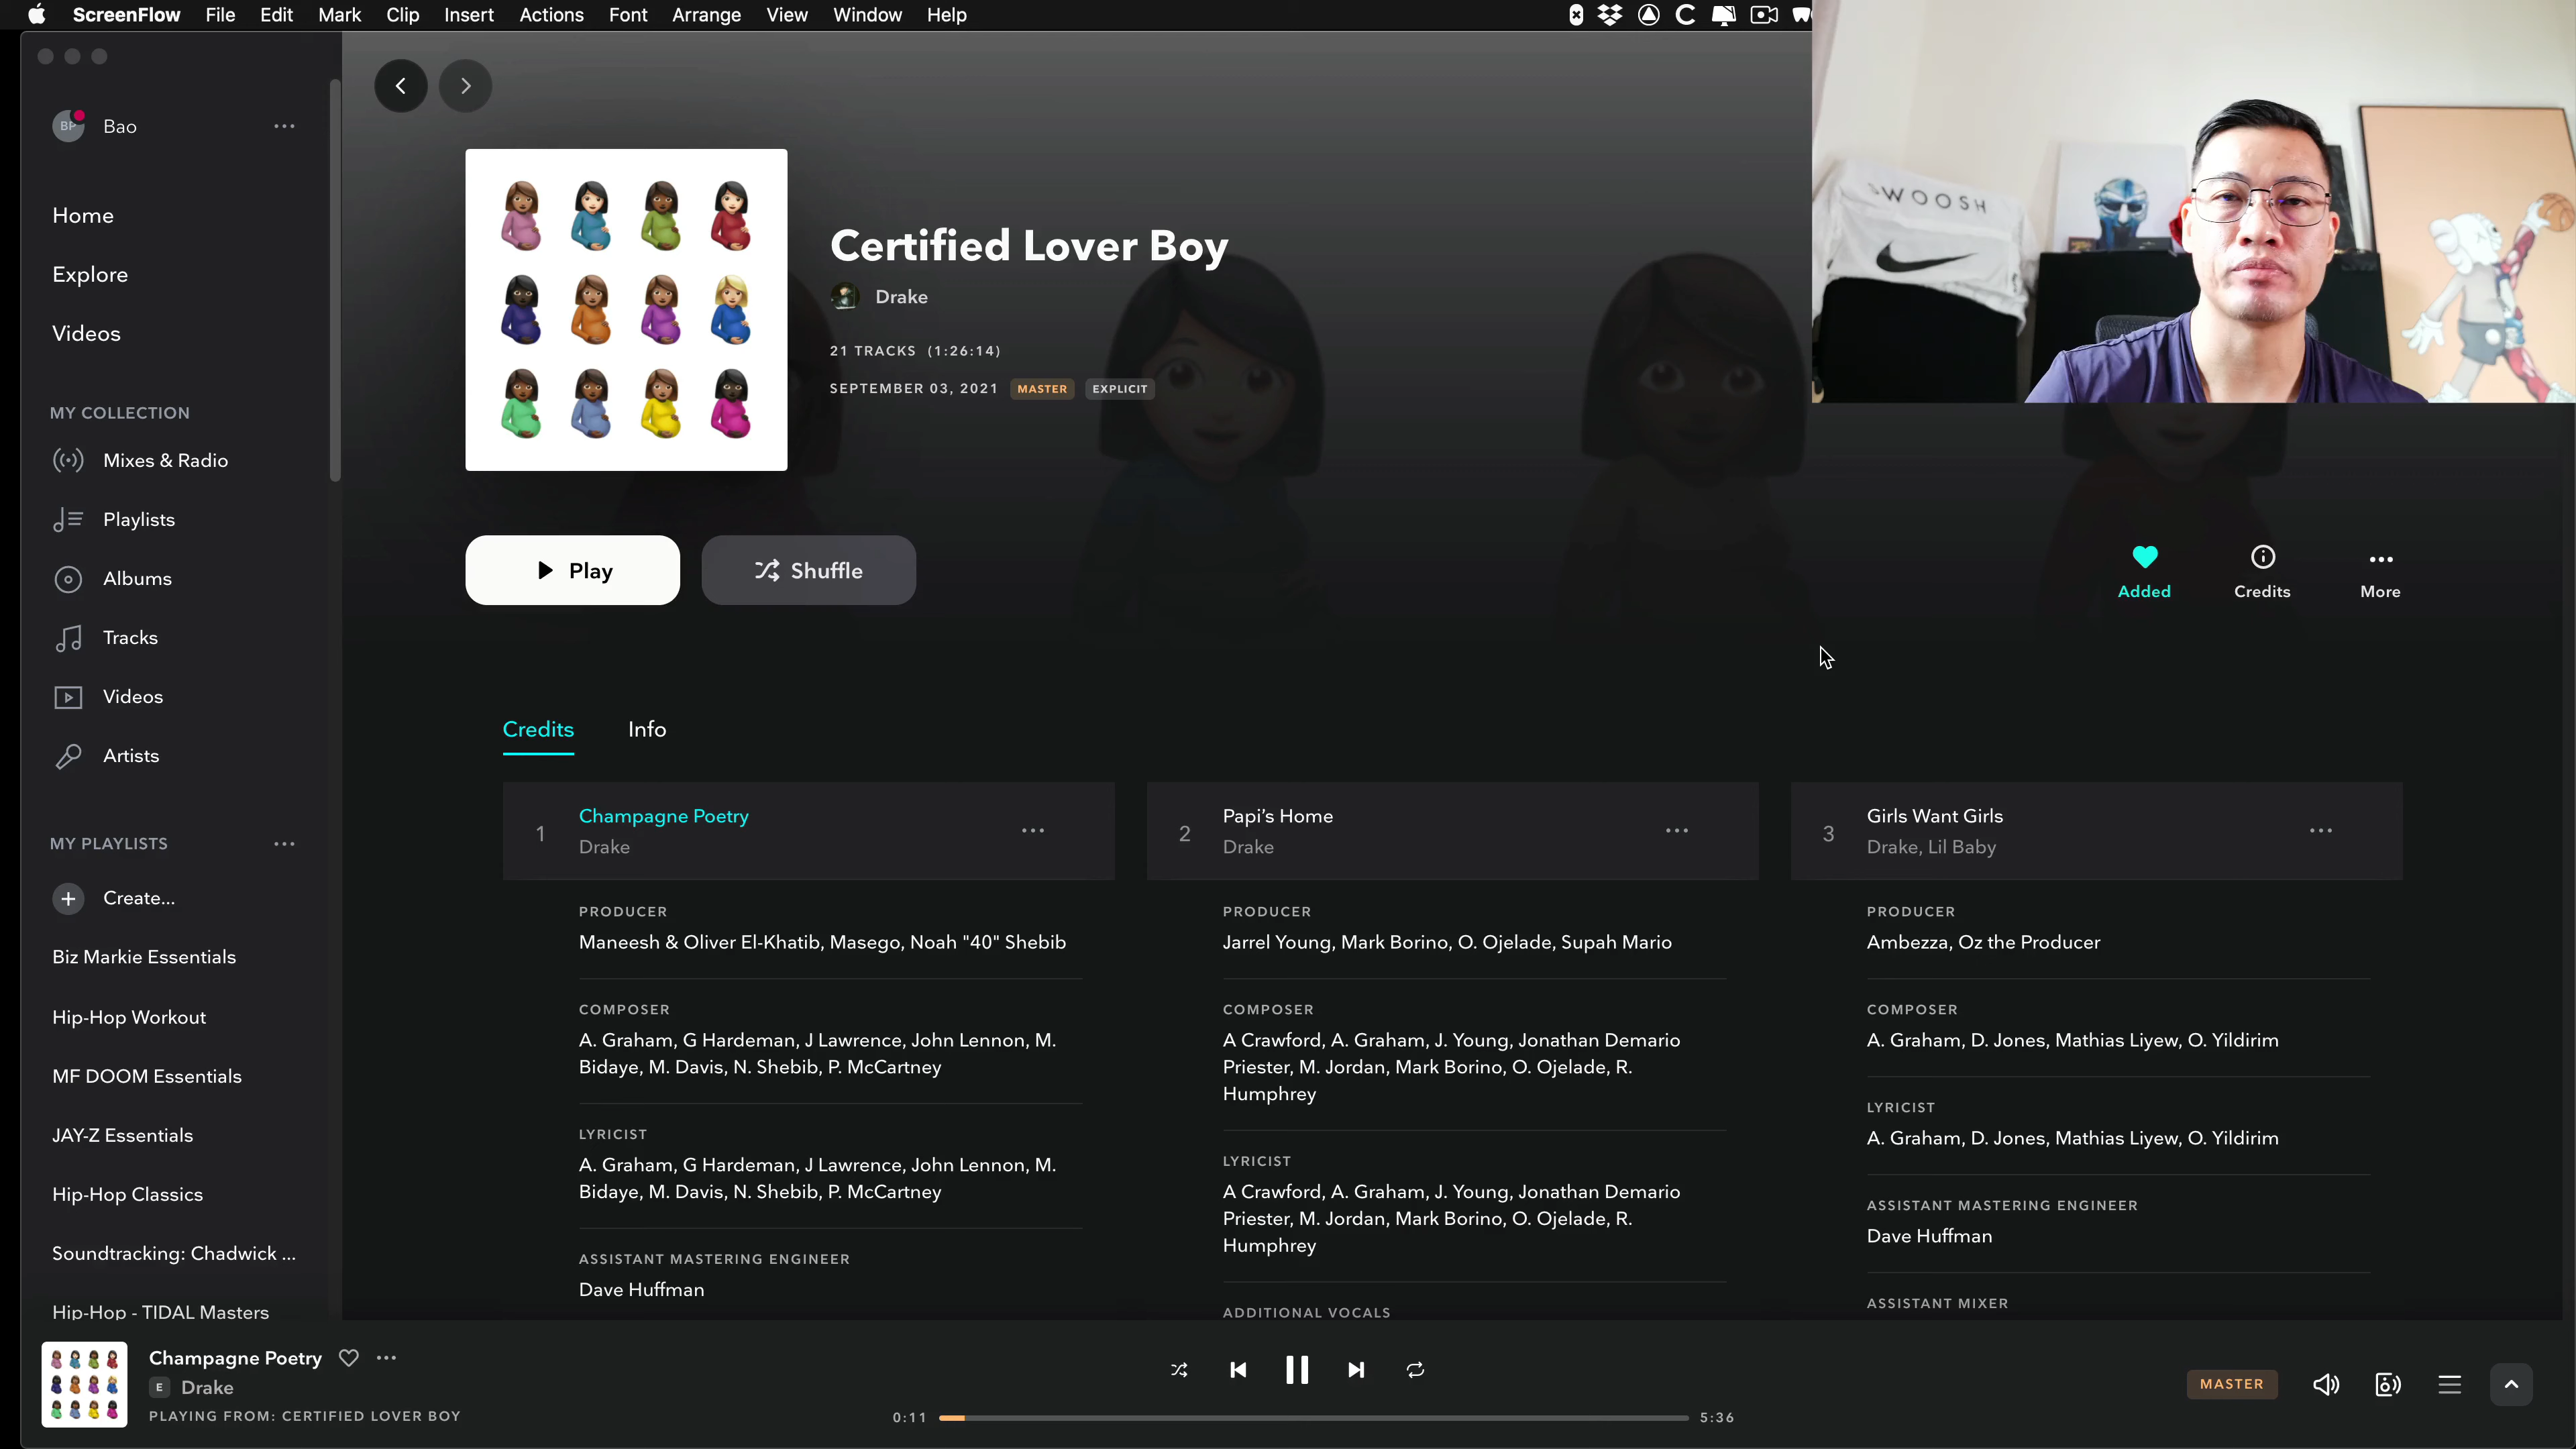 ScreenFlow File Edit Mark Clip Insert Actions Font Arrange View Window Help
BP Bao
Home
Explore
Videos
MY COLLECTION
Mixes & Radio
Playlists
Albums
Tracks
Videos
Artists
MY PLAYLISTS
Create...
Biz Markie Essentials
Hip-Hop Workout
MF DOOM Essentials
JAY-Z Essentials
Hip-Hop Classics
Soundtracking: Chadwick ...
Hip-Hop - TIDAL Masters
Certified Lover Boy
Drake
21 TRACKS (1:26:14)
SEPTEMBER 03, 2021 MASTER EXPLICIT
SWOOSH
Play Shuffle
Added Credits More
Credits Info
1 Champagne Poetry
Drake
PRODUCER
Maneesh & Oliver El-Khatib, Masego, Noah "40" Shebib
COMPOSER
A. Graham, G Hardeman, J Lawrence, John Lennon, M.
Bidaye, M. Davis, N. Shebib, P. McCartney
LYRICIST
A. Graham, G Hardeman, J Lawrence, John Lennon, M.
Bidaye, M. Davis, N. Shebib, P. McCartney
ASSISTANT MASTERING ENGINEER
Dave Huffman
2 Papi's Home
Drake
PRODUCER
Jarrel Young, Mark Borino, O. Ojelade, Supah Mario
COMPOSER
A Crawford, A. Graham, J. Young, Jonathan Demario
Priester, M. Jordan, Mark Borino, O. Ojelade, R.
Humphrey
LYRICIST
A Crawford, A. Graham, J. Young, Jonathan Demario
Priester, M. Jordan, Mark Borino, O. Ojelade, R.
Humphrey
ADDITIONAL VOCALS
3 Girls Want Girls
Drake, Lil Baby
PRODUCER
Ambezza, Oz the Producer
COMPOSER
A. Graham, D. Jones, Mathias Liyew, O. Yildirim
LYRICIST
A. Graham, D. Jones, Mathias Liyew, O. Yildirim
ASSISTANT MASTERING ENGINEER
Dave Huffman
ASSISTANT MIXER
Champagne Poetry
E Drake
PLAYING FROM: CERTIFIED LOVER BOY
0:11 5:36
MASTER